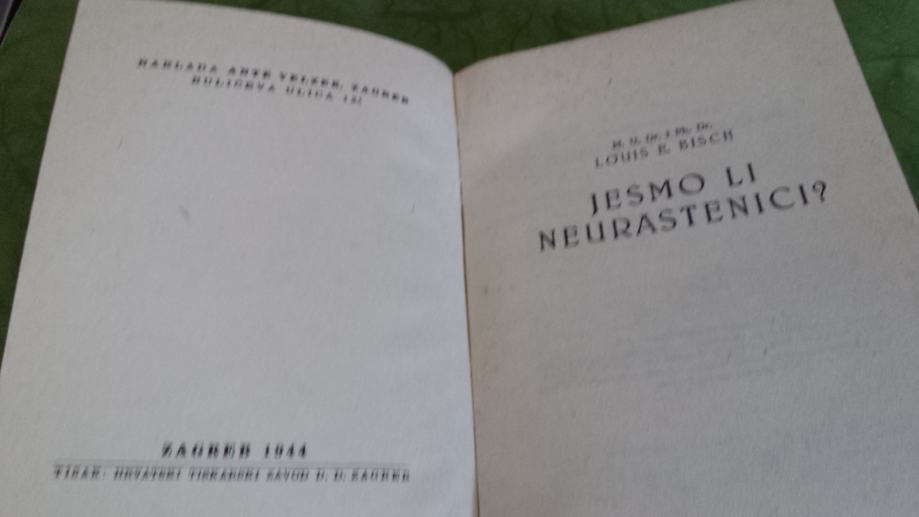 NAKLADA ANTE VELZEK, ZAGREB
BULIĆEVA ULICA
ZAGREB 1944
TISAK: HRVATSKI TISKARSKI ZAVOD D. D. ZAGREB
M. U. Dr. i Ph. Dr.
LOUIS E. BISCH
JESMO LI
NEURASTENICI?